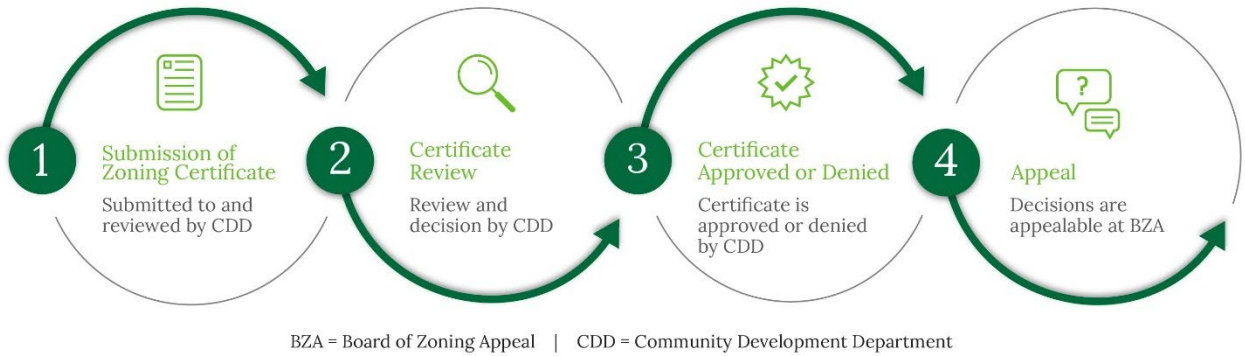 1
Submission of
Zoning Certificate
Submitted to and
reviewed by CDD
2
Certificate
Review
Review and
decision by CDD
3
Certificate
Approved or Denied
Certificate is
approved or denied
by CDD
4
?
Appeal
Decisions are
appealable at BZA
BZA = Board of Zoning Appeal | CDD = Community Development Department